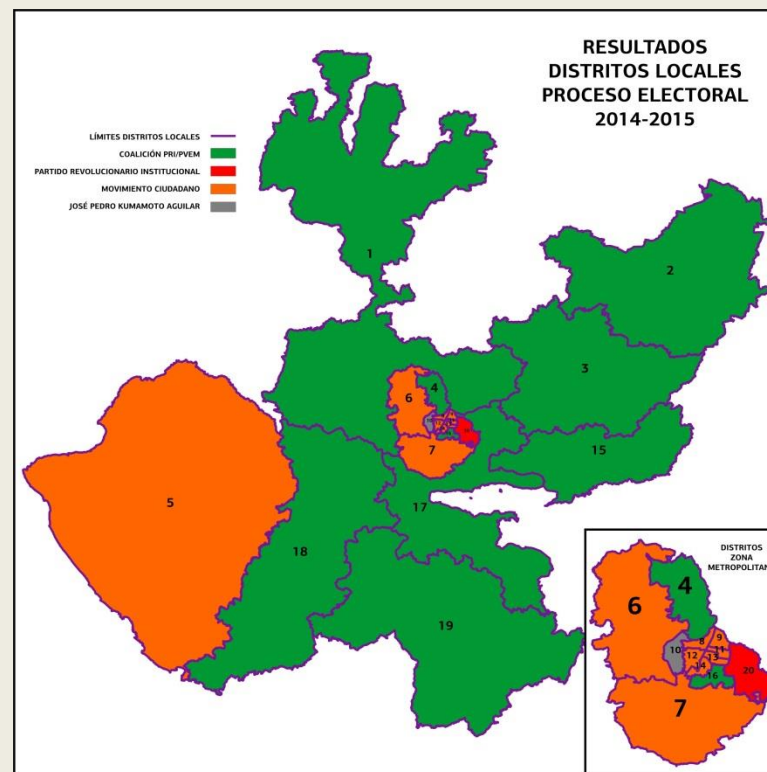 RESULTADOS
DISTRITOS LOCALES
PROCESO ELECTORAL
2014-2015
LÍMITES DISTRITOS LOCALES
COALICIÓN PRI/PVEM
PARTIDO REVOLUCIONARIO INSTITUCIONAL
MOVIMIENTO CIUDADANO
JOSÉ PEDRO KUMAMOTO AGUILAR
1
2
3
4
6
7
15
5
17
18
19
DISTRITOS
ZONA
METROPOLITAN
4
6
9
8
10
11
12
13
14
16
20
7